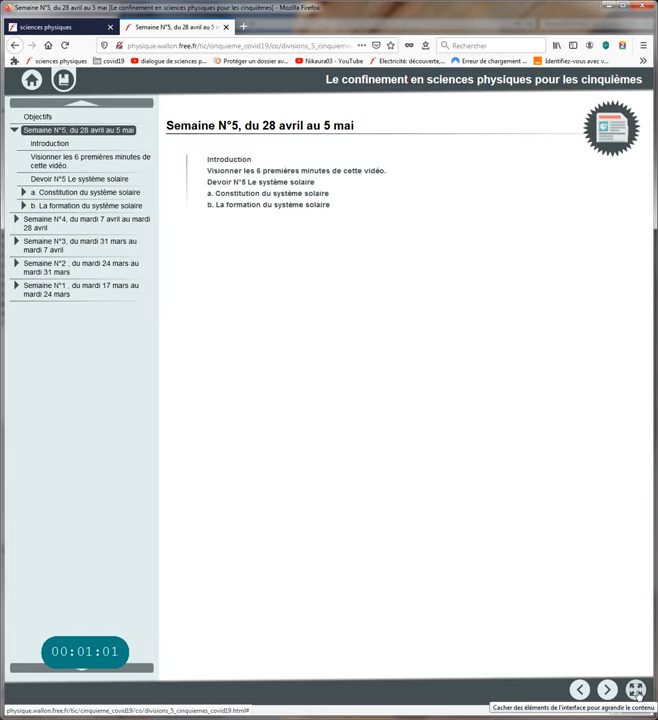 Semaine N°5, du 28 avril au 5 mai [Le confinement en sciences physiques pour les cinquièmes] - Mozilla Firefox
sciences physiques
Semaine N°5, du 28 avril au 5 m
physique.wallon.free.fr/tic/cinquieme_covid19/co/divisions_5_cinquiemes
Rechercher
sciences physiques
covid19
dialogue de sciences p...
Protéger un dossier av...
Nikaura03 - YouTube
Electricité: découverte,...
Erreur de chargement ...
Identifiez-vous avec v...
Le confinement en sciences physiques pour les cinquièmes
Objectifs
Semaine N°5, du 28 avril au 5 mai
Introduction
Visionner les 6 premières minutes de
cette vidéo.
Devoir N°5 Le système solaire
a. Constitution du système solaire
b. La formation du système solaire
Semaine N°4, du mardi 7 avril au mardi
28 avril
Semaine N°3, du mardi 31 mars au
mardi 7 avril
Semaine N°2 , du mardi 24 mars au
mardi 31 mars
Semaine N°1 , du mardi 17 mars au
mardi 24 mars
Semaine N°5, du 28 avril au 5 mai
Introduction
Visionner les 6 premières minutes de cette vidéo.
Devoir N°5 Le système solaire
a. Constitution du système solaire
b. La formation du système solaire
00:01:01
physique.wallon.free.fr/tic/cinquieme_covid19/co/divisions_5_cinquiemes_covid19.html#
Cacher des éléments de l'interface pour agrandir le contenu